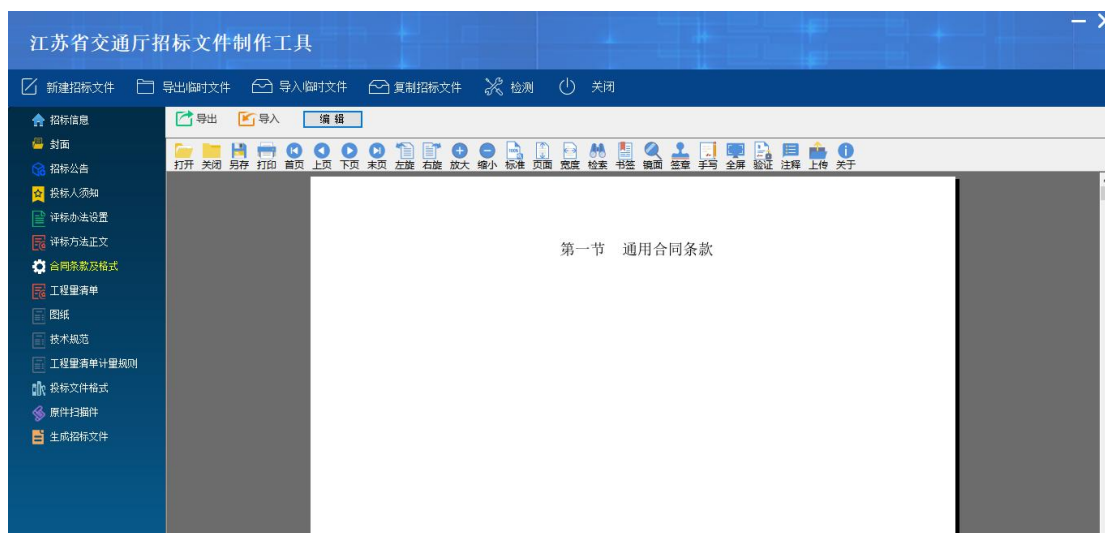 江苏省交通厅招标文件制作工具
新建招标文件 导出临时文件 导入临时文件 复制招标文件 检测 关闭
招标信息
封面
招标公告
投标人须知
评标办法设置
评标方法正文
合同条款及格式
工程量清单
图纸
技术规范
工程量清单计量规则
投标文件格式
原件扫描件
生成招标文件
导出 导入 编辑
打开 关闭 另存 打印 首页 上页 下页 末页 左旋 右旋 放大 缩小 标准 页面 宽度 检索 书签 镜面 签章 手写 全屏 验证 注释 上传 关于
第一节 通用合同条款